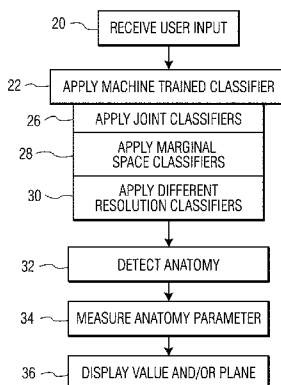 20
RECEIVE USER INPUT
22
APPLY MACHINE TRAINED CLASSIFIER
26
APPLY JOINT CLASSIFIERS
28
APPLY MARGINAL
SPACE CLASSIFIERS
30
APPLY DIFFERENT
RESOLUTION CLASSIFIERS
32
DETECT ANATOMY
34
MEASURE ANATOMY PARAMETER
36
DISPLAY VALUE AND/OR PLANE